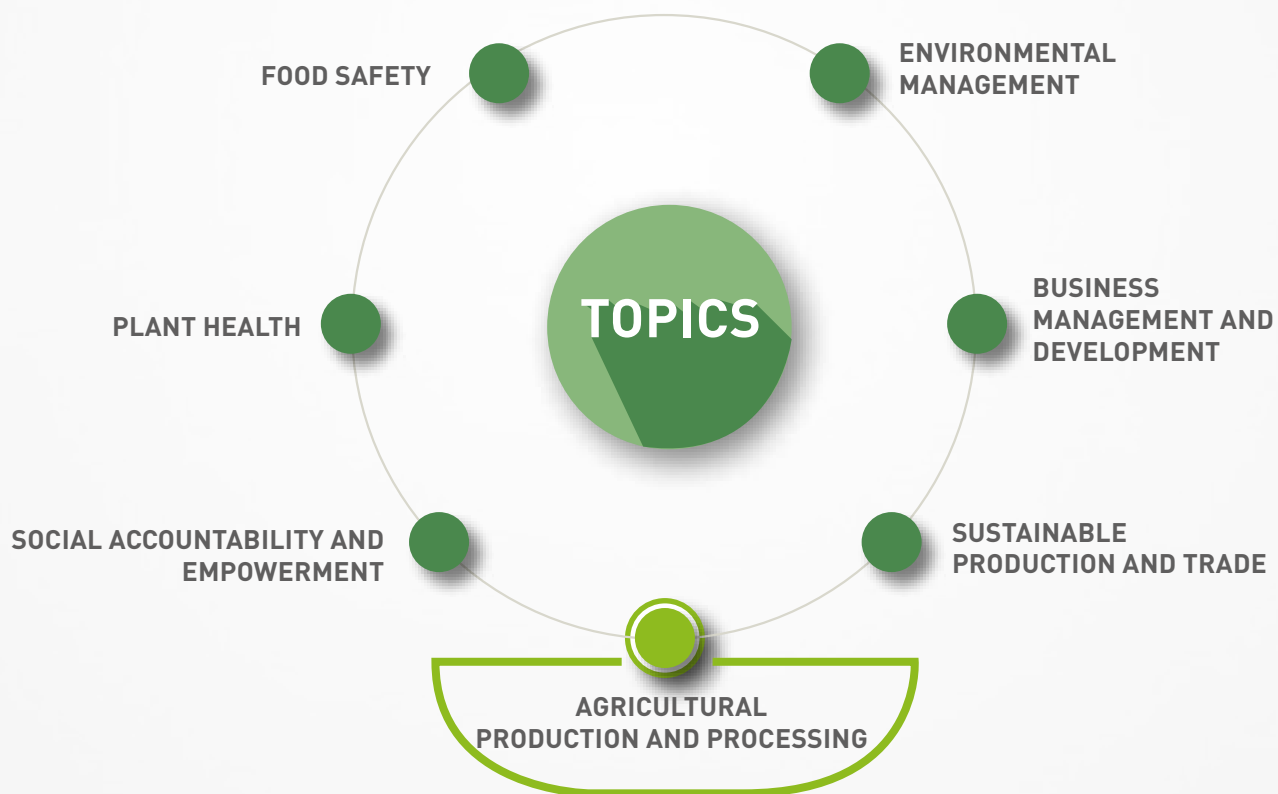 FOOD SAFETY
ENVIRONMENTAL
MANAGEMENT
TOPICS
PLANT HEALTH
BUSINESS
MANAGEMENT AND
DEVELOPMENT
SOCIAL ACCOUNTABILITY AND
EMPOWERMENT
SUSTAINABLE
PRODUCTION AND TRADE
AGRICULTURAL
PRODUCTION AND PROCESSING